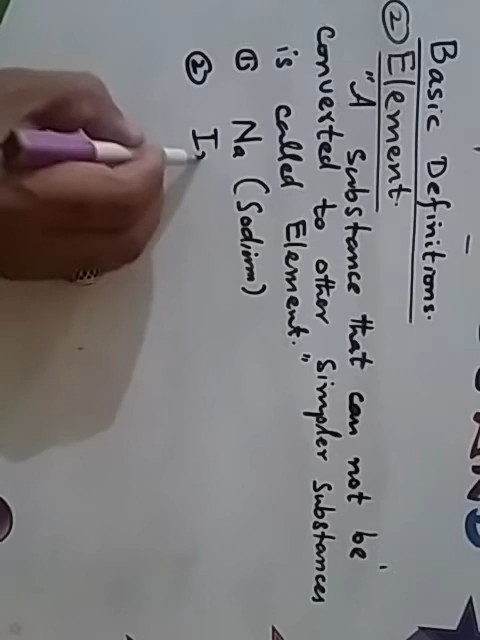 Basic Definitions.
② Element.
"A substance that can not be
converted to other simpler substances
is called Element."
① Na (Sodium)
② I